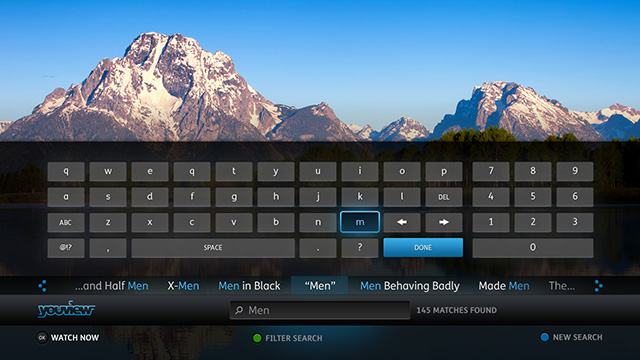 q w e r t y u i o p 7 8 9
a s d f g h j k l DEL 4 5 6
ABC z x c v b n m 1 2 3
@!? , SPACE . ? DONE 0
...and Half Men X-Men Men in Black “Men” Men Behaving Badly Made Men The...
youview Men 145 MATCHES FOUND
OK WATCH NOW FILTER SEARCH NEW SEARCH